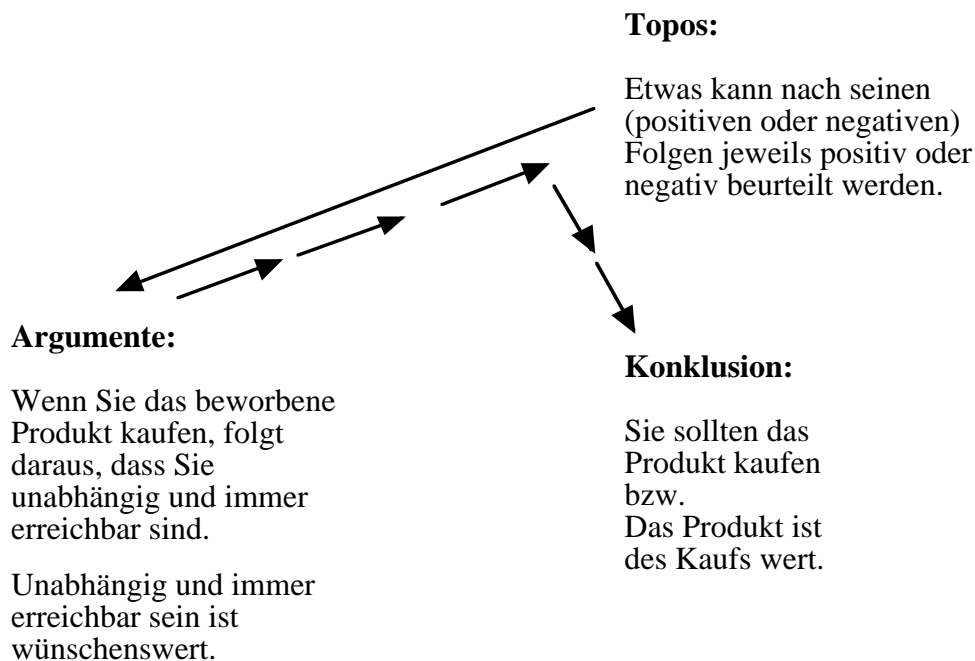 Topos:
Etwas kann nach seinen
(positiven oder negativen)
Folgen jeweils positiv oder
negativ beurteilt werden.
Argumente:
Wenn Sie das beworbene
Produkt kaufen, folgt
daraus, dass Sie
unabhängig und immer
erreichbar sind.
Unabhängig und immer
erreichbar sein ist
wünschenswert.
Konklusion:
Sie sollten das
Produkt kaufen
bzw.
Das Produkt ist
des Kaufs wert.